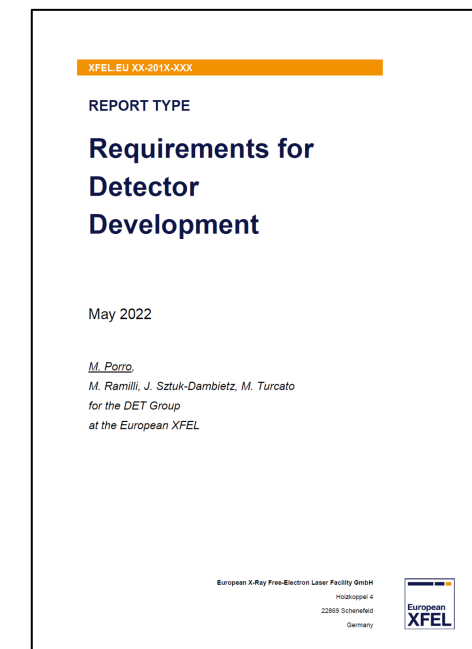 XFEL.EU XX-201X-XXX
REPORT TYPE
Requirements for
Detector
Development
May 2022
M. Porro,
M. Ramilli, J. Sztuk-Dambietz, M. Turcato
for the DET Group
at the European XFEL
European X-Ray Free-Electron Laser Facility GmbH
Holzkoppel 4
22869 Schenefeld
Germany
European
XFEL